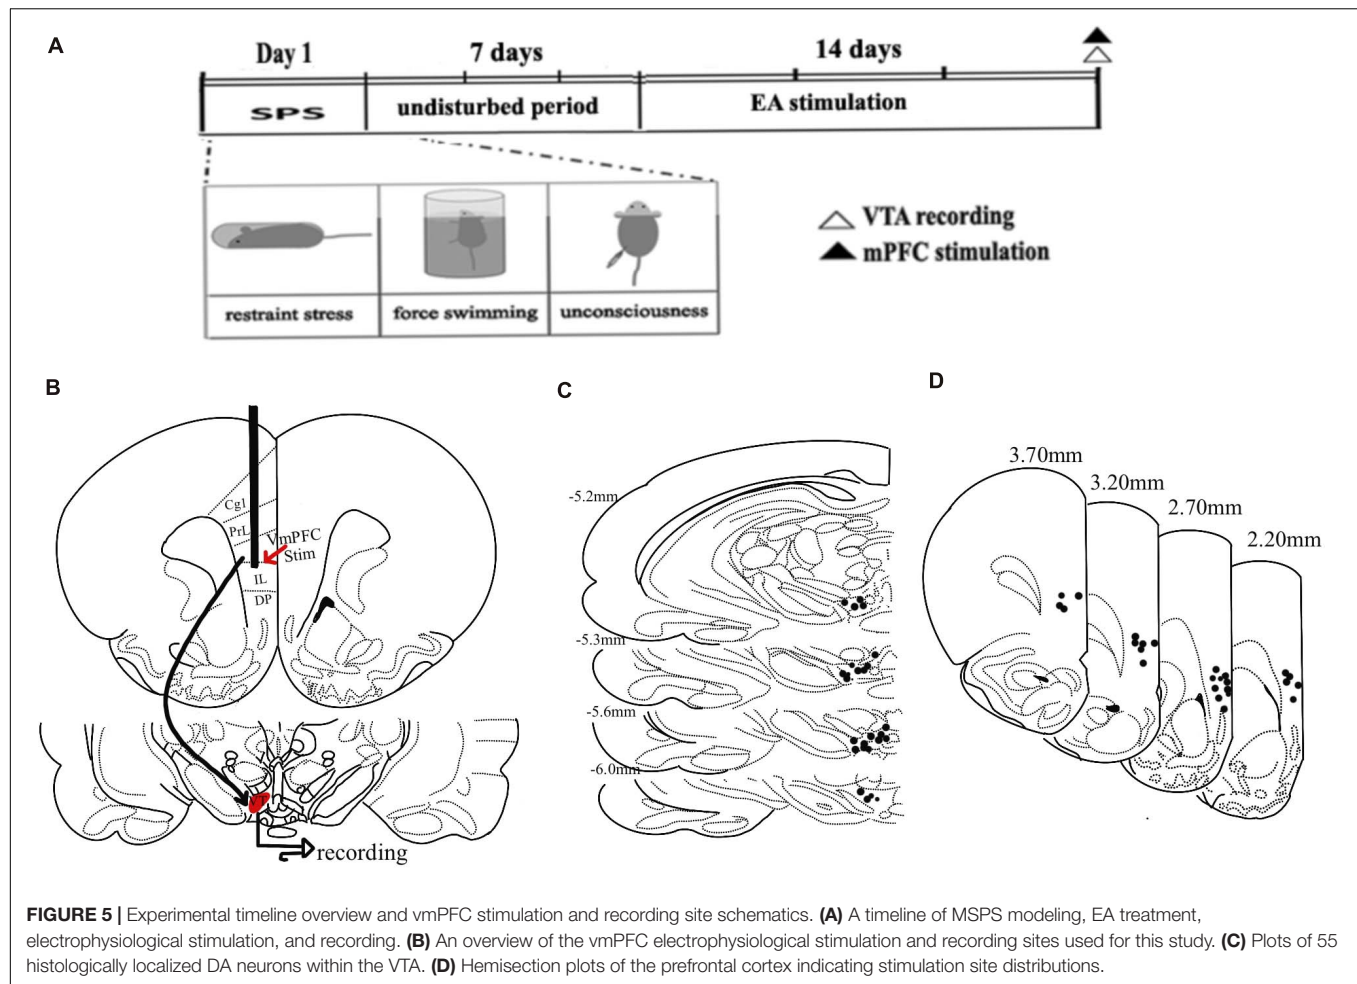 A
Day 1
7 days
14 days
SPS
undisturbed period
EA stimulation
restraint stress
force swimming
unconsciousness
VTA recording
mPFC stimulation
B
Cg1
PrL
VmPFC
Stim
IL
DP
recording
C
-5.2mm
-5.3mm
-5.6mm
-6.0mm
D
3.70mm
3.20mm
2.70mm
2.20mm
FIGURE 5 | Experimental timeline overview and vmPFC stimulation and recording site schematics. (A) A timeline of MSPS modeling, EA treatment,
electrophysiological stimulation, and recording. (B) An overview of the vmPFC electrophysiological stimulation and recording sites used for this study. (C) Plots of 55
histologically localized DA neurons within the VTA. (D) Hemisection plots of the prefrontal cortex indicating stimulation site distributions.